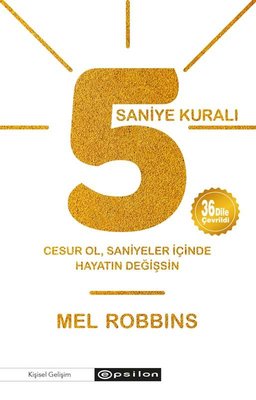 5
SANİYE KURALI
36 Dile
Çevrildi
CESUR OL, SANİYELER İÇİNDE
HAYATIN DEĞİŞSİN
MEL ROBBINS
Kişisel Gelişim
epsilon